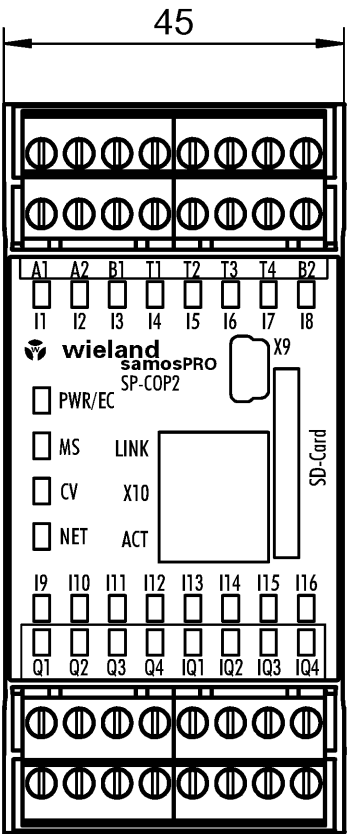 45
A1 A2 B1 T1 T2 T3 T4 B2
I1 I2 I3 I4 I5 I6 I7 I8
wieland
samosPRO
SP-COP2
X9
PWR/EC
MS
LINK
CV
X10
SD-Card
NET
ACT
I9 I10 I11 I12 I13 I14 I15 I16
Q1 Q2 Q3 Q4 IQ1 IQ2 IQ3 IQ4